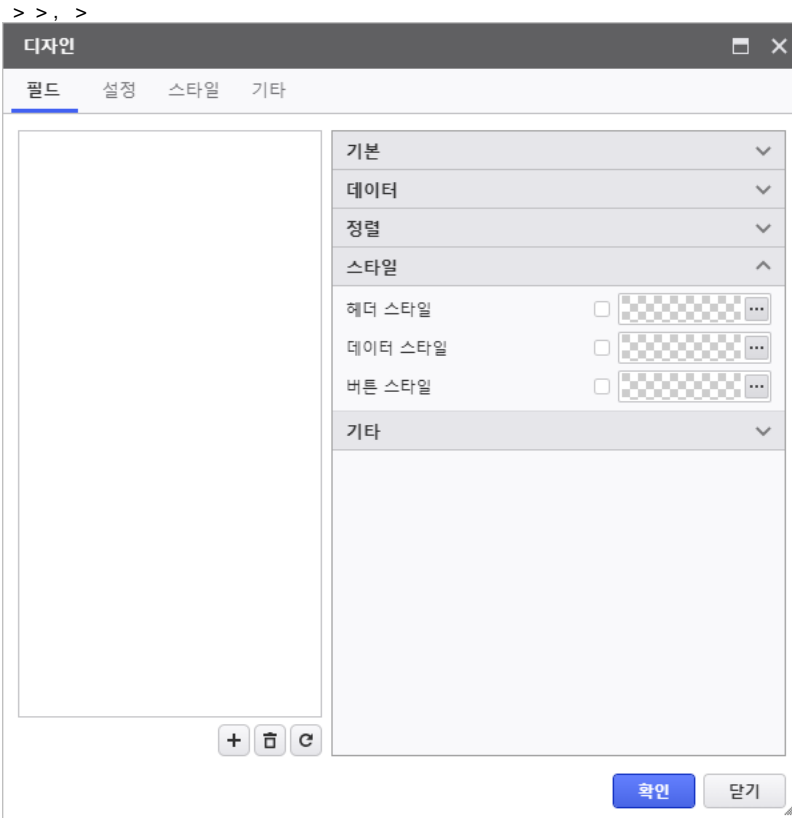 > > , >
디자인
필드 설정 스타일 기타
기본
데이터
정렬
스타일
헤더 스타일
데이터 스타일
버튼 스타일
기타
확인 닫기